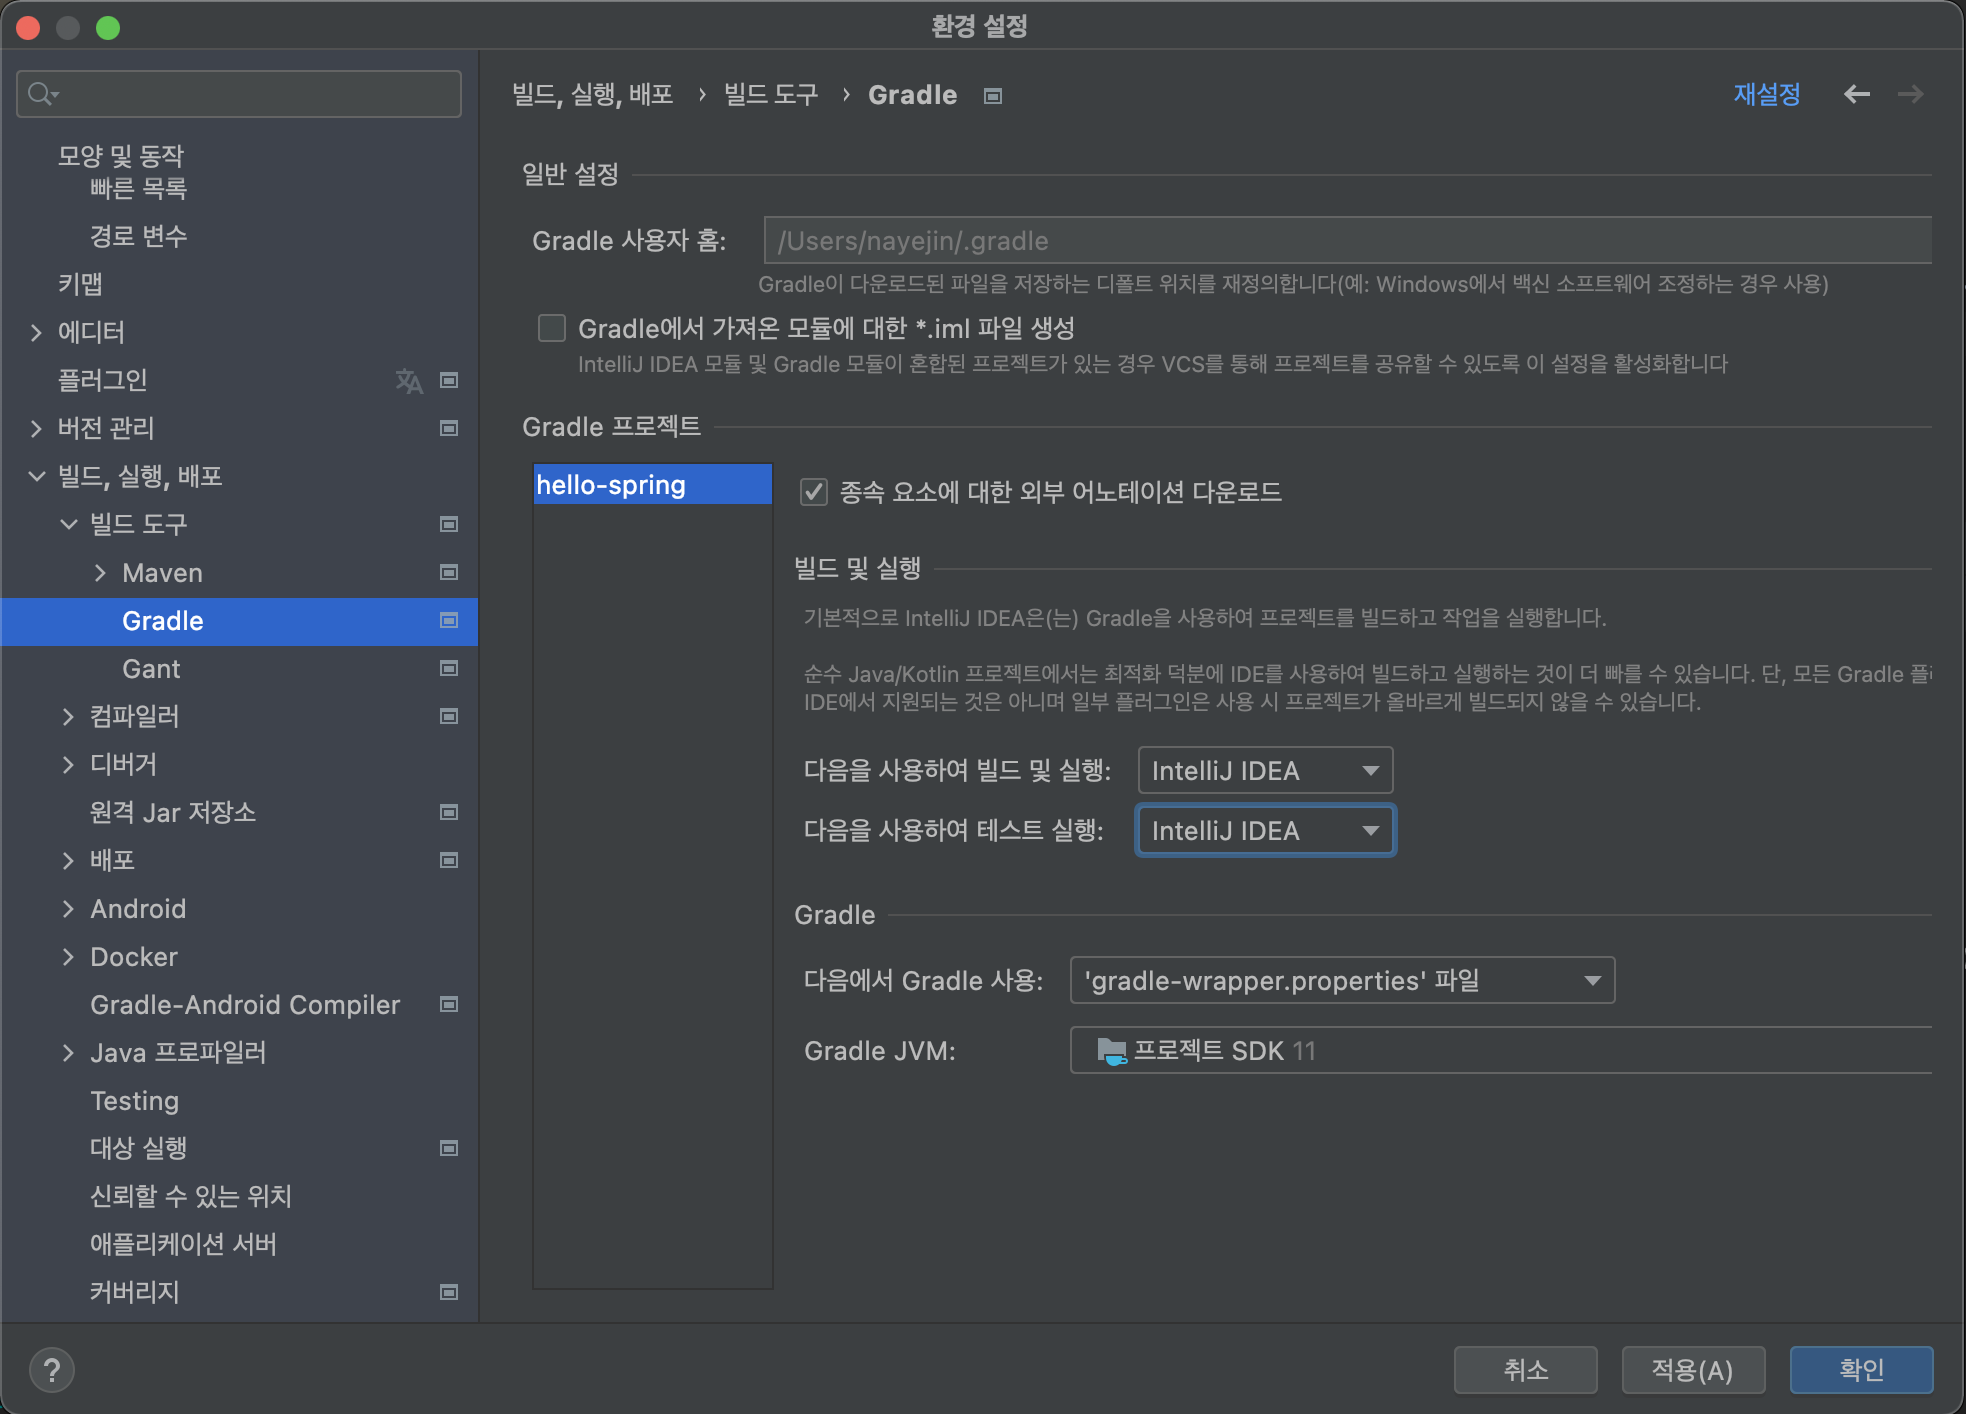 환경 설정
모양 및 동작
빠른 목록
경로 변수
키맵
에디터
플러그인
버전 관리
빌드, 실행, 배포
빌드 도구
Maven
Gradle
Gant
컴파일러
디버거
원격 Jar 저장소
배포
Android
Docker
Gradle-Android Compiler
Java 프로파일러
Testing
대상 실행
신뢰할 수 있는 위치
애플리케이션 서버
커버리지
빌드, 실행, 배포 › 빌드 도구 › Gradle
재설정
일반 설정
Gradle 사용자 홈: /Users/nayejin/.gradle
Gradle이 다운로드된 파일을 저장하는 디폴트 위치를 재정의합니다(예: Windows에서 백신 소프트웨어 조정하는 경우 사용)
Gradle에서 가져온 모듈에 대한 *.iml 파일 생성
IntelliJ IDEA 모듈 및 Gradle 모듈이 혼합된 프로젝트가 있는 경우 VCS를 통해 프로젝트를 공유할 수 있도록 이 설정을 활성화합니다
Gradle 프로젝트
hello-spring
종속 요소에 대한 외부 어노테이션 다운로드
빌드 및 실행
기본적으로 IntelliJ IDEA은(는) Gradle을 사용하여 프로젝트를 빌드하고 작업을 실행합니다.
순수 Java/Kotlin 프로젝트에서는 최적화 덕분에 IDE를 사용하여 빌드하고 실행하는 것이 더 빠를 수 있습니다. 단, 모든 Gradle
IDE에서 지원되는 것은 아니며 일부 플러그인은 사용 시 프로젝트가 올바르게 빌드되지 않을 수 있습니다.
다음을 사용하여 빌드 및 실행: IntelliJ IDEA
다음을 사용하여 테스트 실행: IntelliJ IDEA
Gradle
다음에서 Gradle 사용: 'gradle-wrapper.properties' 파일
Gradle JVM: 프로젝트 SDK 11
?
취소
적용(A)
확인